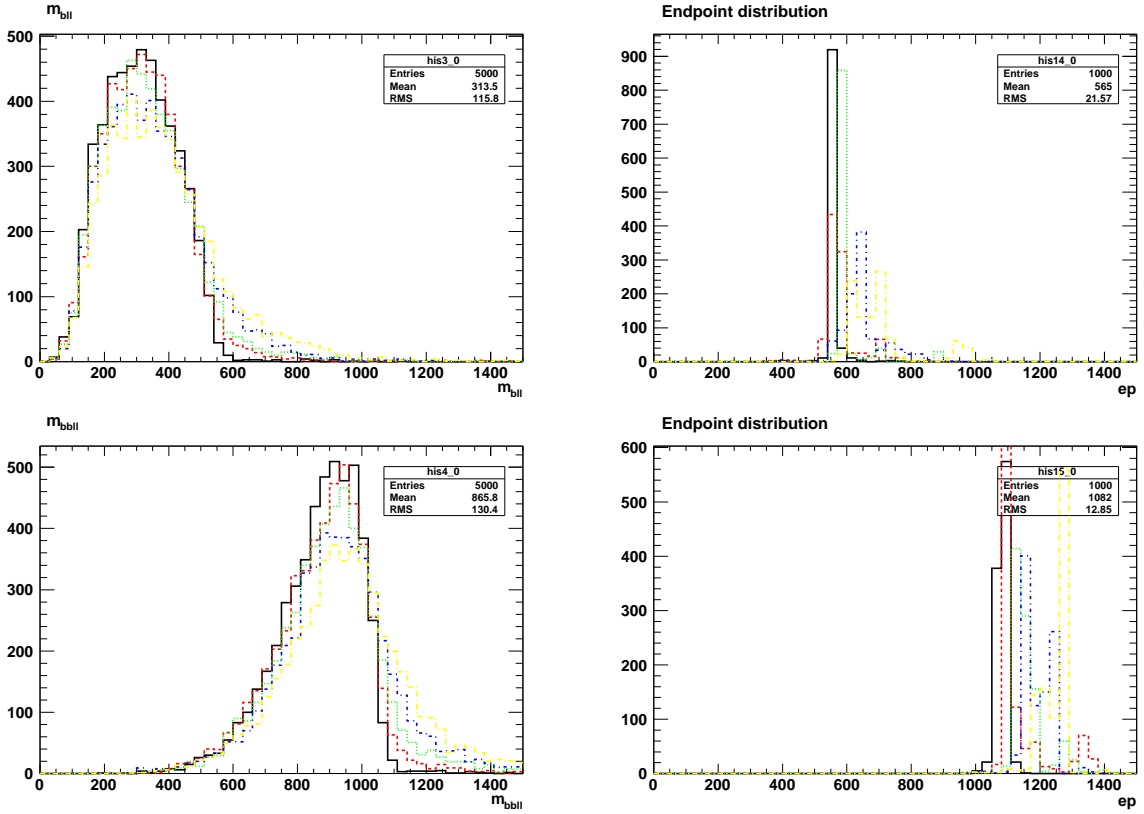 m_bll
500
400
300
200
100
0
his3_0
Entries 5000
Mean 313.5
RMS 115.8
0 200 400 600 800 1000 1200 1400
m_bll
Endpoint distribution
900
800
700
600
500
400
300
200
100
0
his14_0
Entries 1000
Mean 565
RMS 21.57
0 200 400 600 800 1000 1200 1400
ep
m_bbll
500
400
300
200
100
0
his4_0
Entries 5000
Mean 865.8
RMS 130.4
0 200 400 600 800 1000 1200 1400
m_bbll
Endpoint distribution
600
500
400
300
200
100
0
his15_0
Entries 1000
Mean 1082
RMS 12.85
0 200 400 600 800 1000 1200 1400
ep